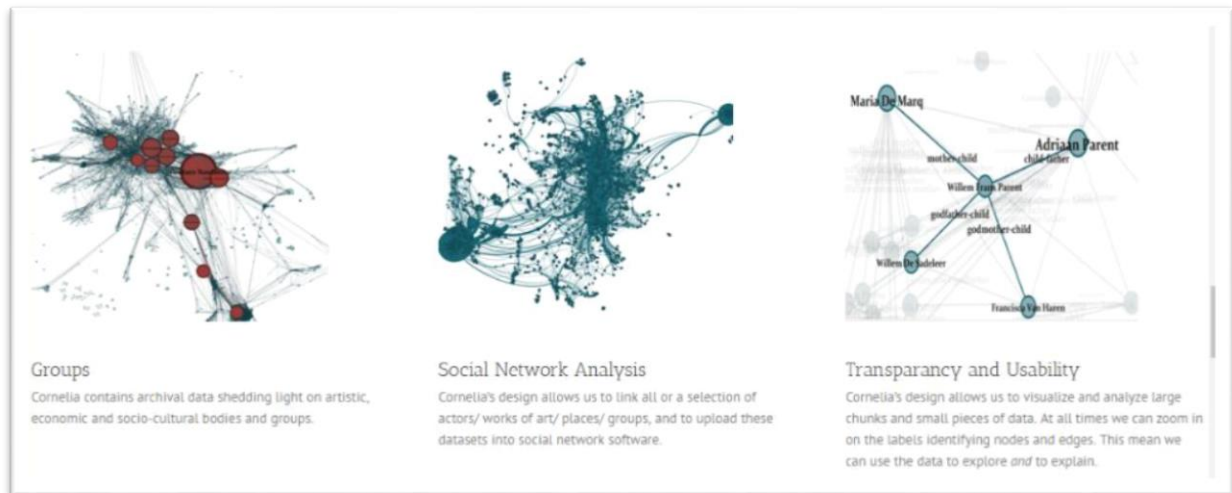 Maria De Marq
Adriaan Parent
mother-child
child-father
Willem Frans Parent
godfather-child
godmother-child
Willem De Sadeleer
Francisca Van Haren
Groups
Cornelia contains archival data shedding light on artistic,
economic and socio-cultural bodies and groups.
Social Network Analysis
Cornelia's design allows us to link all or a selection of
actors/ works of art/ places/ groups, and to upload these
datasets into social network software.
Transparancy and Usability
Cornelia's design allows us to visualize and analyze large
chunks and small pieces of data. At all times we can zoom in
on the labels identifying nodes and edges. This mean we
can use the data to explore and to explain.